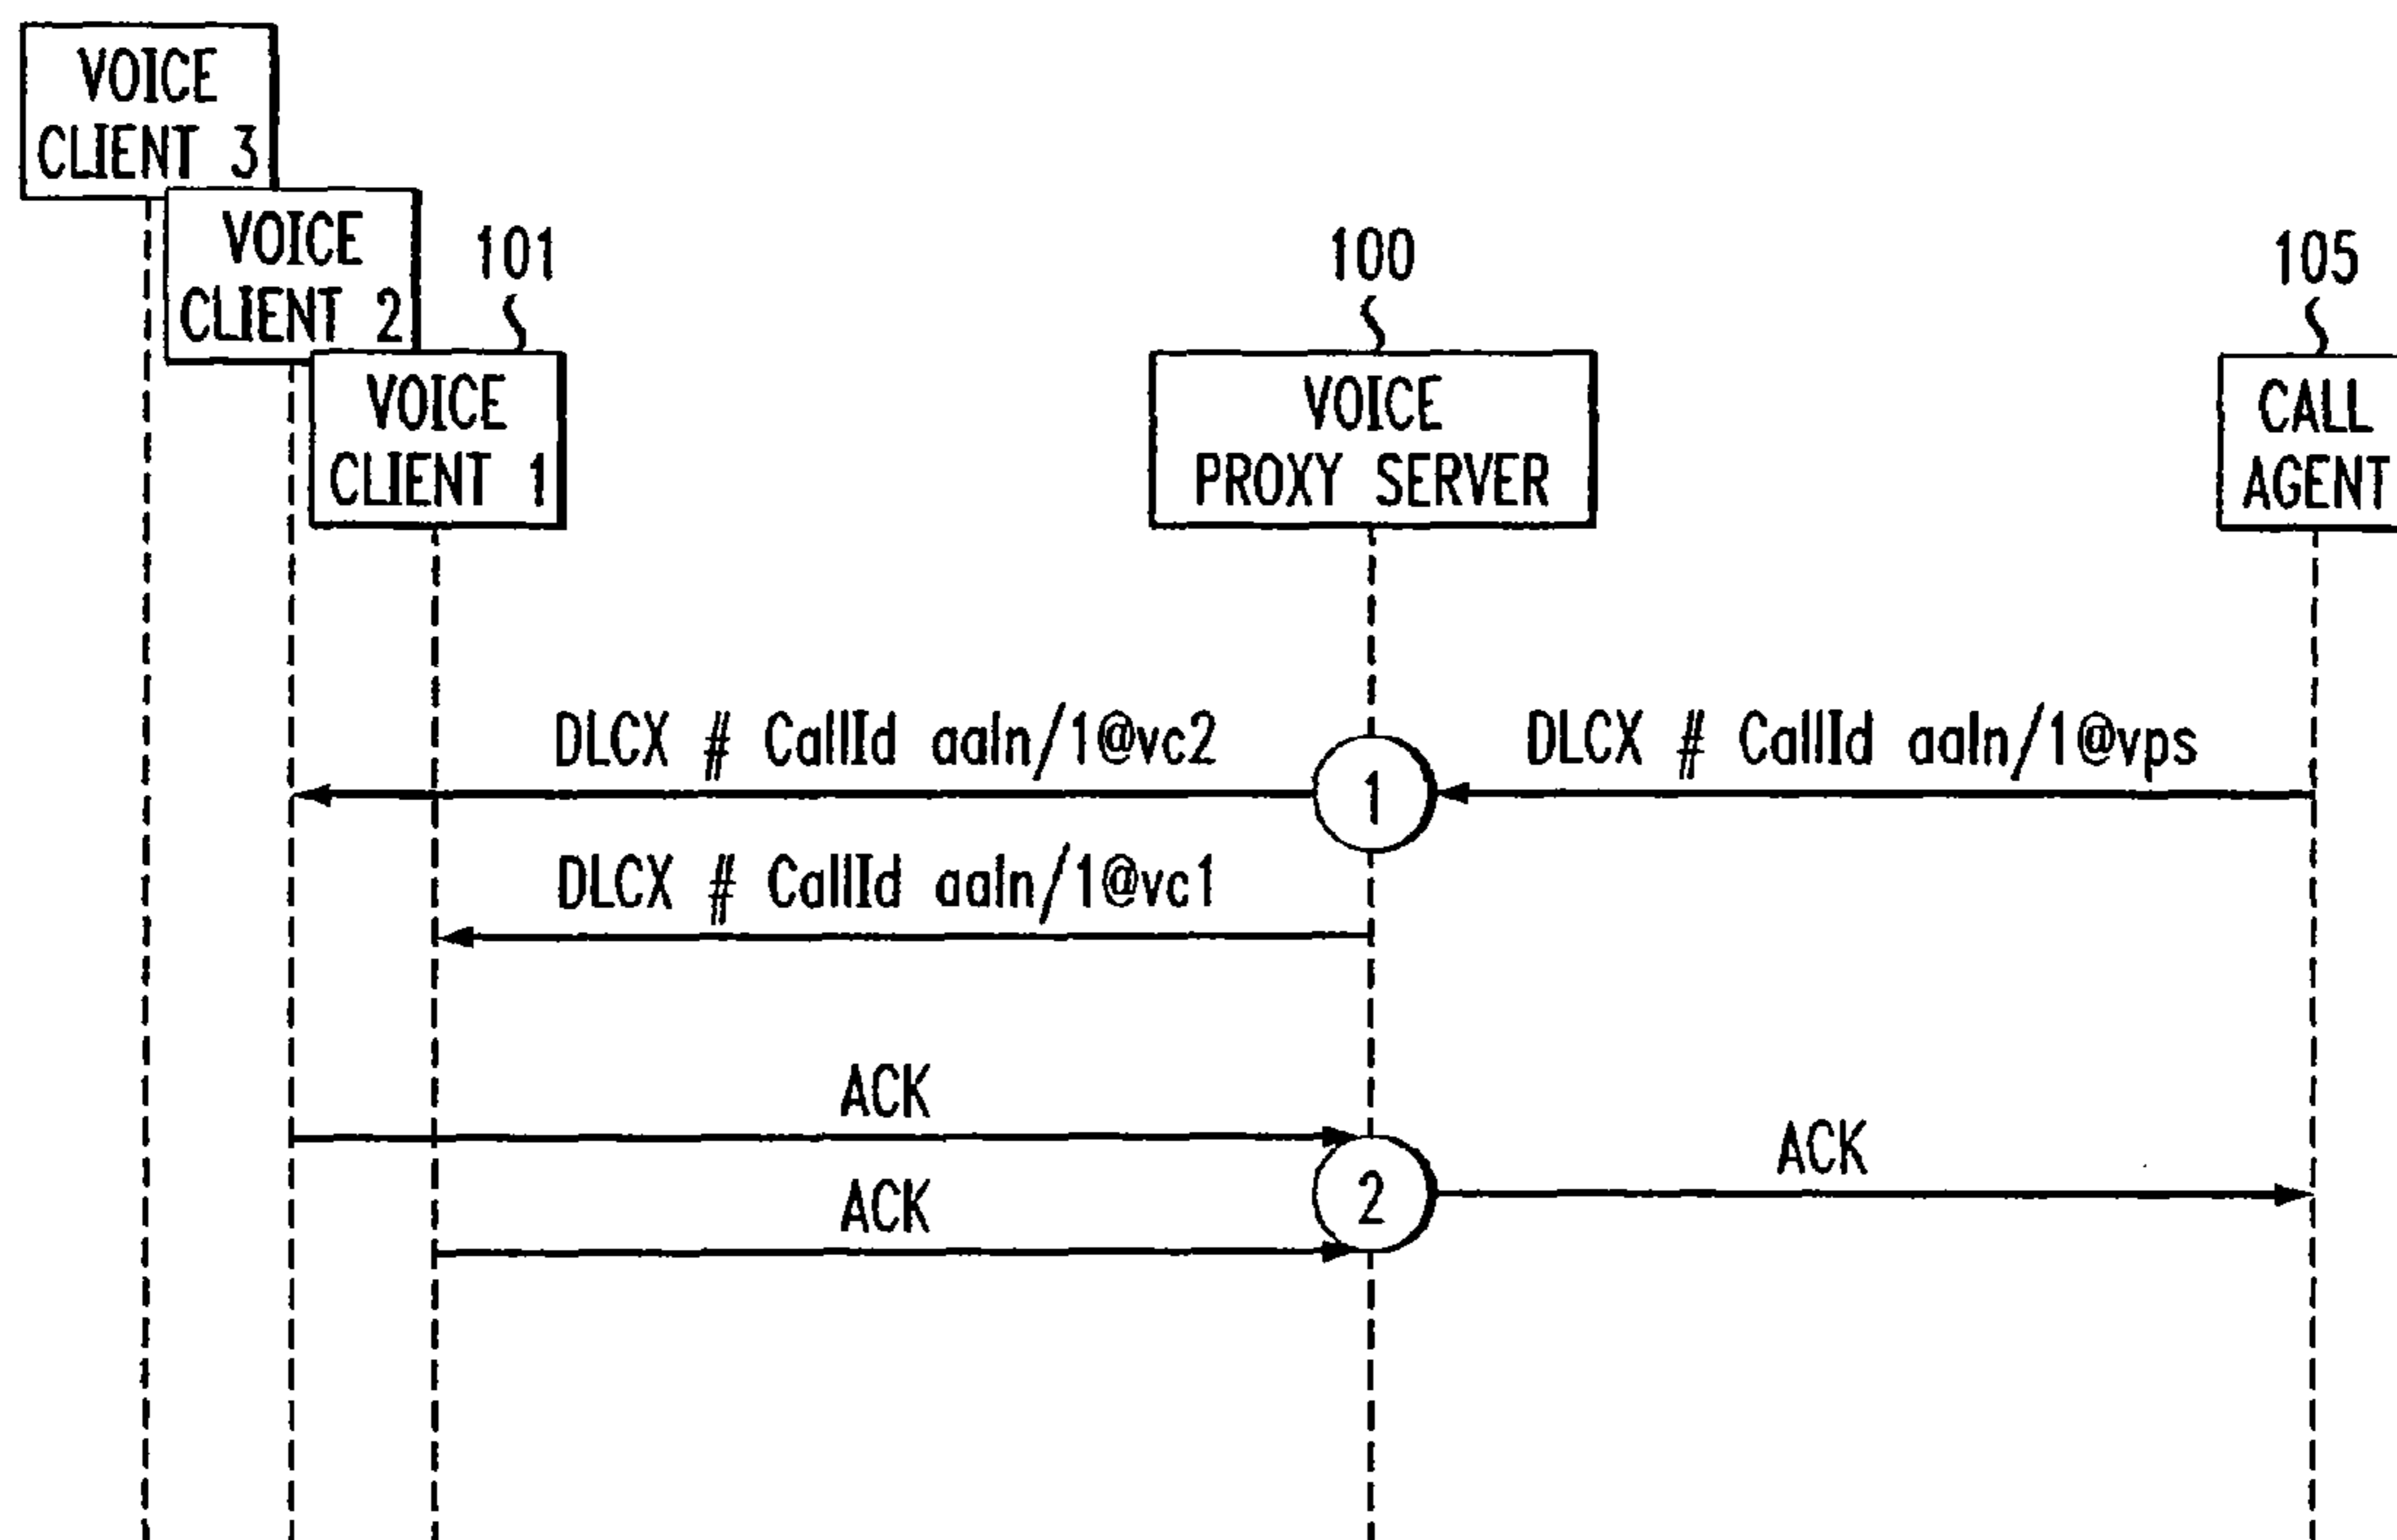 VOICE
CLIENT 3
VOICE
CLIENT 2
101
100
105
VOICE
CLIENT 1
VOICE
PROXY SERVER
CALL
AGENT
DLCX # CallId aaln/1@vc2
1
DLCX # CallId aaln/1@vps
DLCX # CallId aaln/1@vc1
ACK
ACK
2
ACK